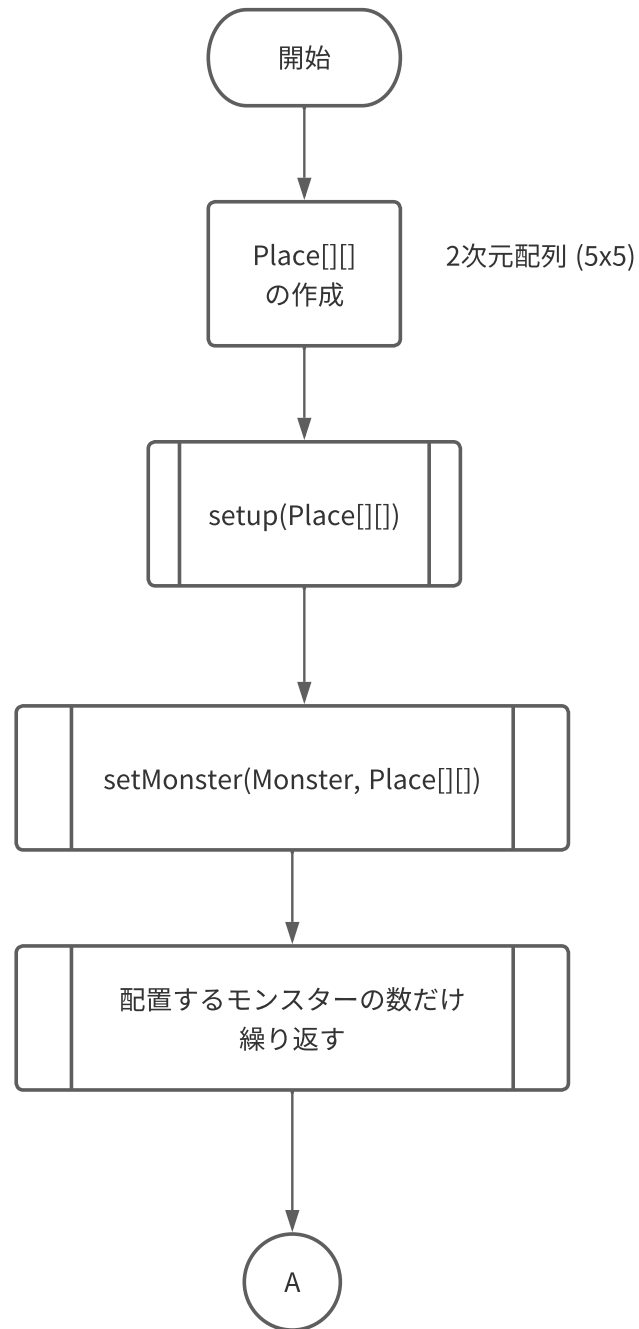 開始
Place[][]
の作成
2次元配列 (5x5)
setup(Place[][])
setMonster(Monster, Place[][])
配置するモンスターの数だけ
繰り返す
A